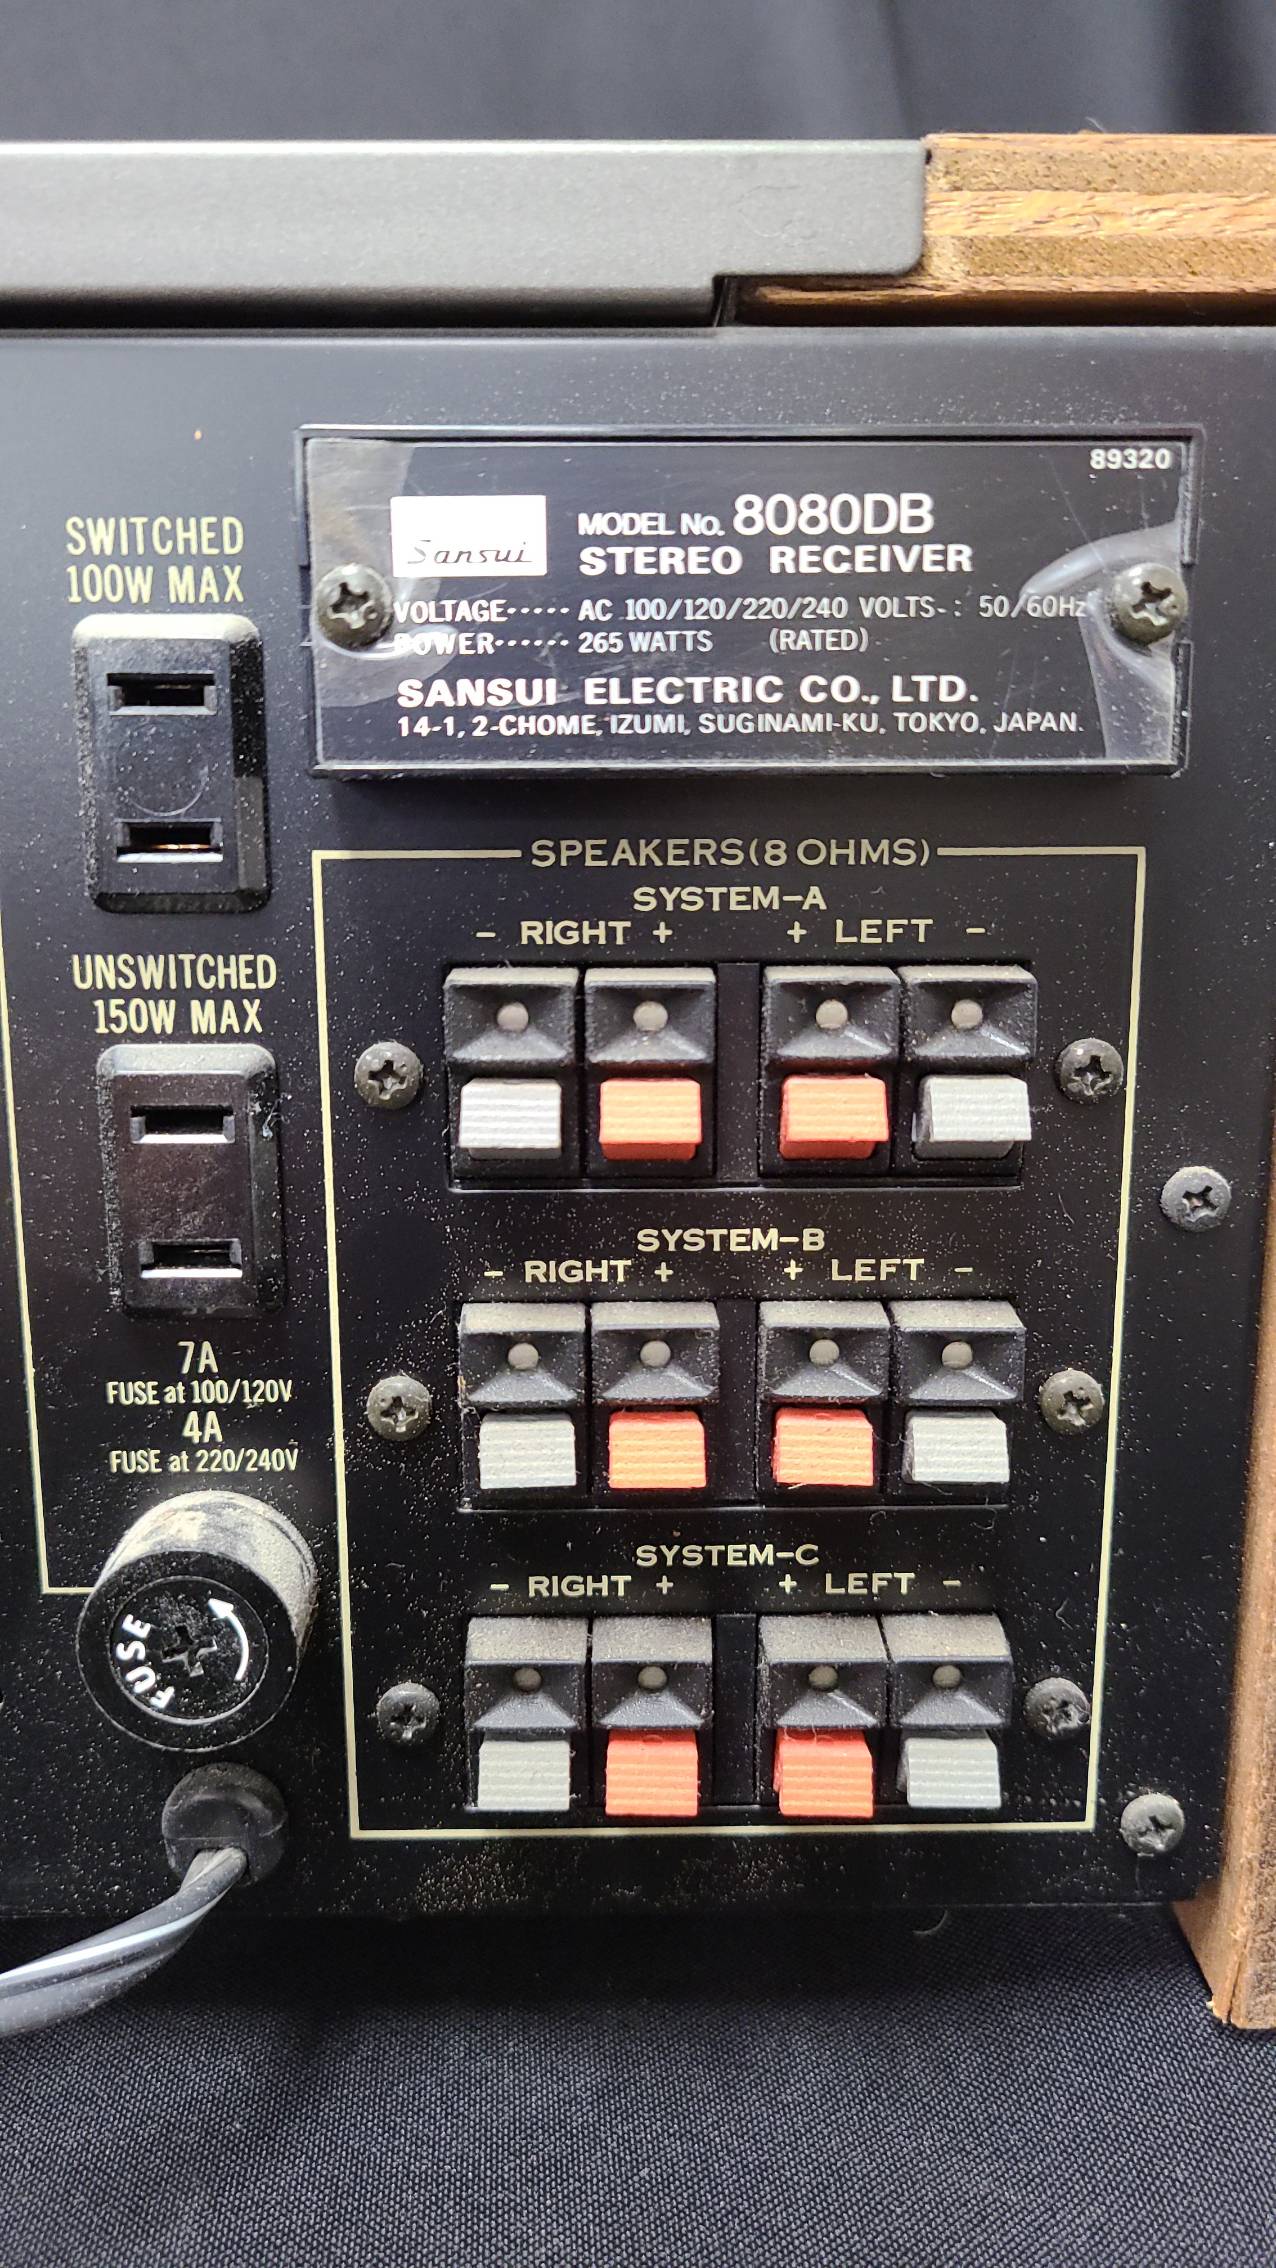 89320
Sansui
MODEL No. 8080DB
STEREO RECEIVER
VOLTAGE····· AC 100/120/220/240 VOLTS~: 50/60Hz
POWER······ 265 WATTS (RATED)
SANSUI ELECTRIC CO., LTD.
14-1, 2-CHOME, IZUMI, SUGINAMI-KU, TOKYO, JAPAN.
SWITCHED
100W MAX
UNSWITCHED
150W MAX
7A
FUSE at 100/120V
4A
FUSE at 220/240V
FUSE
SPEAKERS(8 OHMS)
SYSTEM-A
- RIGHT + + LEFT -
SYSTEM-B
- RIGHT + + LEFT -
SYSTEM-C
- RIGHT + + LEFT -